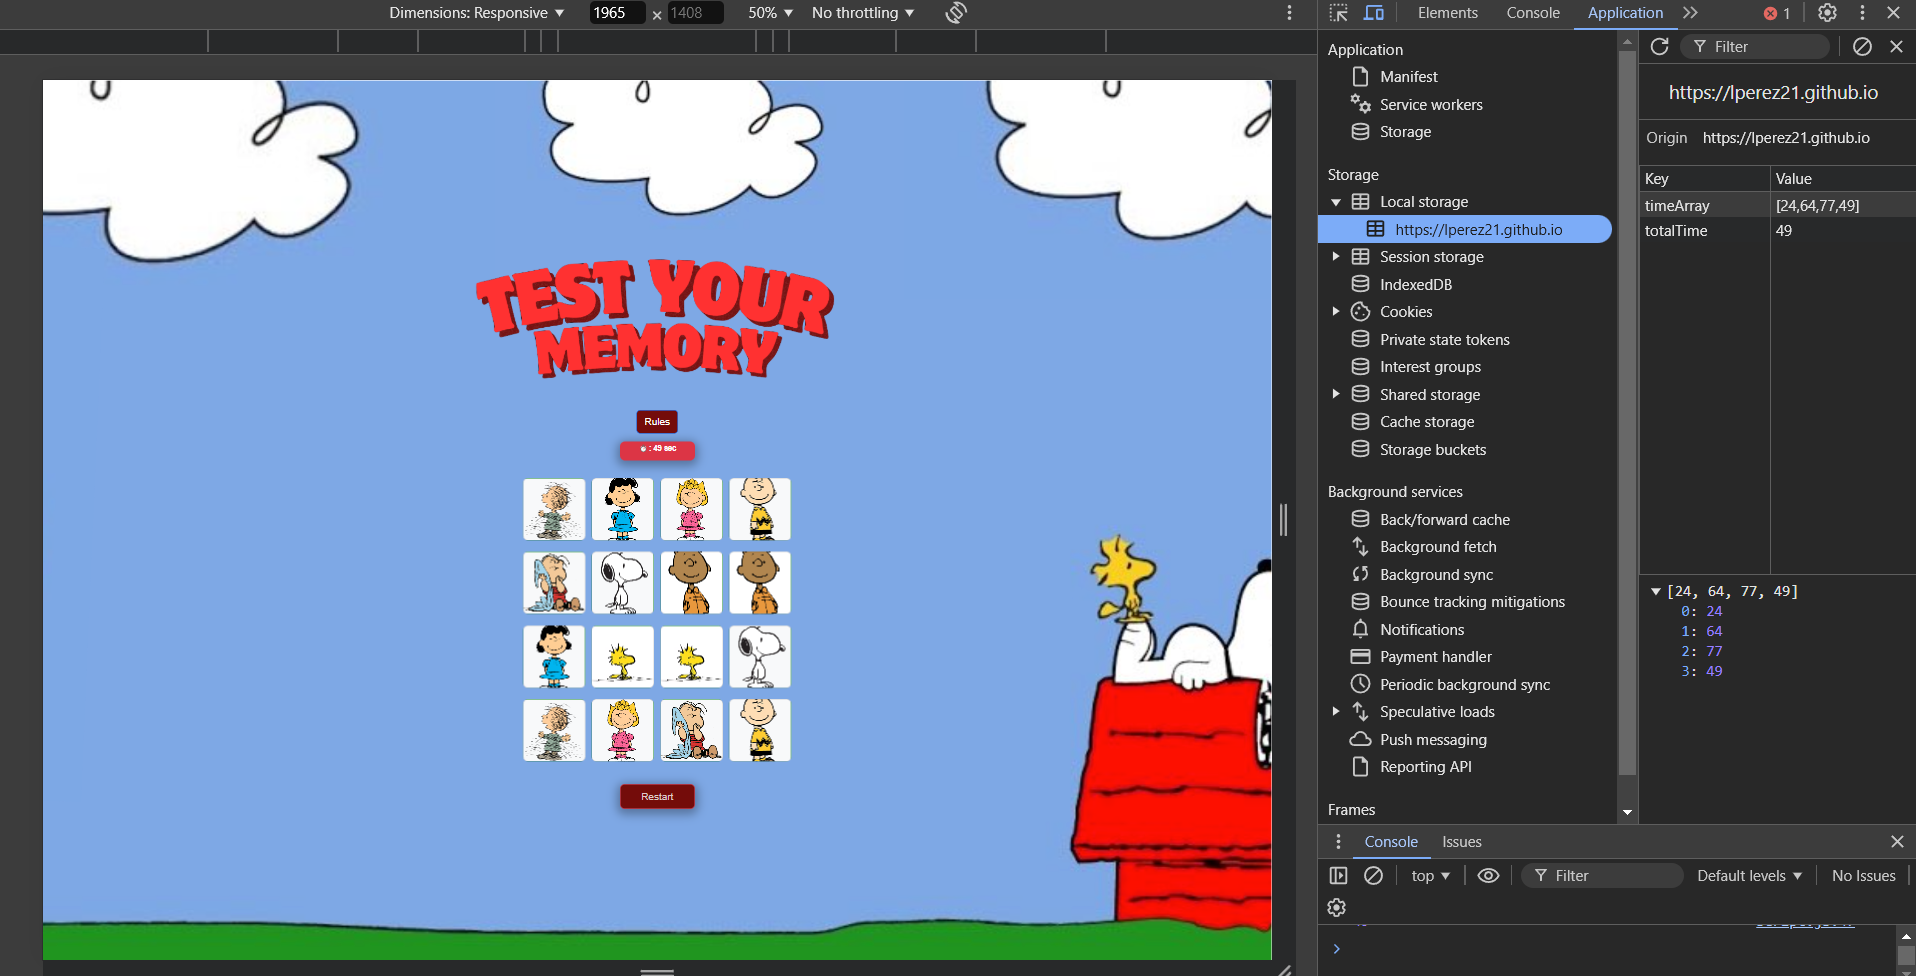 Dimensions: Responsive 1965 × 1408 50% No throttling
Elements Console Application 1
TEST YOUR
MEMORY
Rules
: 49 sec
Restart
Application
Manifest
Service workers
Storage
Storage
Local storage
https://lperez21.github.io
Session storage
IndexedDB
Cookies
Private state tokens
Interest groups
Shared storage
Cache storage
Storage buckets
Background services
Back/forward cache
Background fetch
Background sync
Bounce tracking mitigations
Notifications
Payment handler
Periodic background sync
Speculative loads
Push messaging
Reporting API
Frames
Filter
https://lperez21.github.io
Origin https://lperez21.github.io
Key Value
timeArray [24,64,77,49]
totalTime 49
[24, 64, 77, 49]
0: 24
1: 64
2: 77
3: 49
Console Issues
top Filter Default levels No Issues